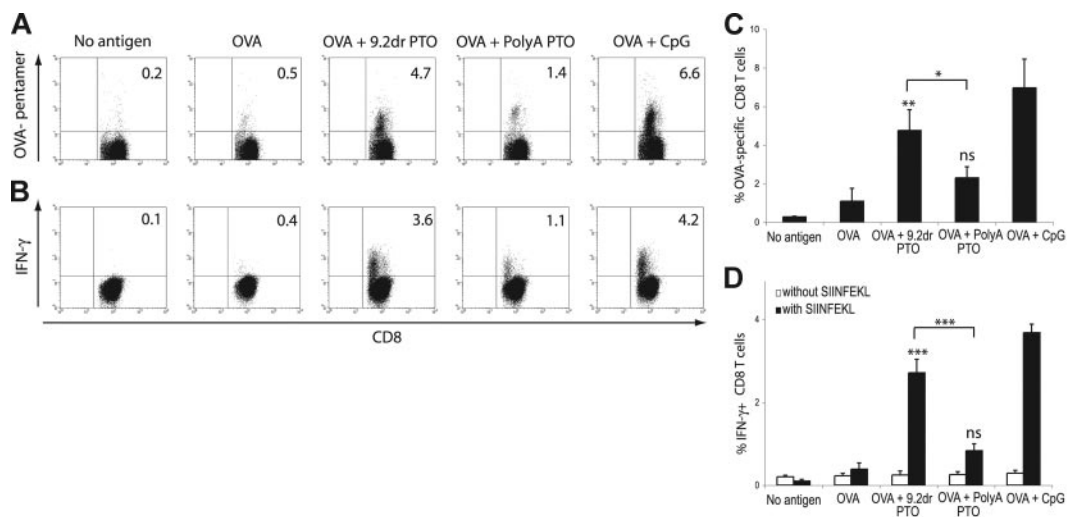 A
No antigen
OVA
OVA + 9.2dr PTO
OVA + PolyA PTO
OVA + CpG
OVA- pentamer
0.2
0.5
4.7
1.4
6.6
B
IFN-γ
0.1
0.4
3.6
1.1
4.2
CD8
C
% OVA-specific CD8 T cells
10
8
6
4
2
0
*
**
ns
No antigen
OVA
OVA + 9.2dr
PTO
OVA + PolyA
PTO
OVA + CpG
D
without SIINFEKL
with SIINFEKL
% IFN-γ+ CD8 T cells
4
2
0
***
***
ns
No antigen
OVA
OVA + 9.2dr
PTO
OVA + PolyA
PTO
OVA + CpG